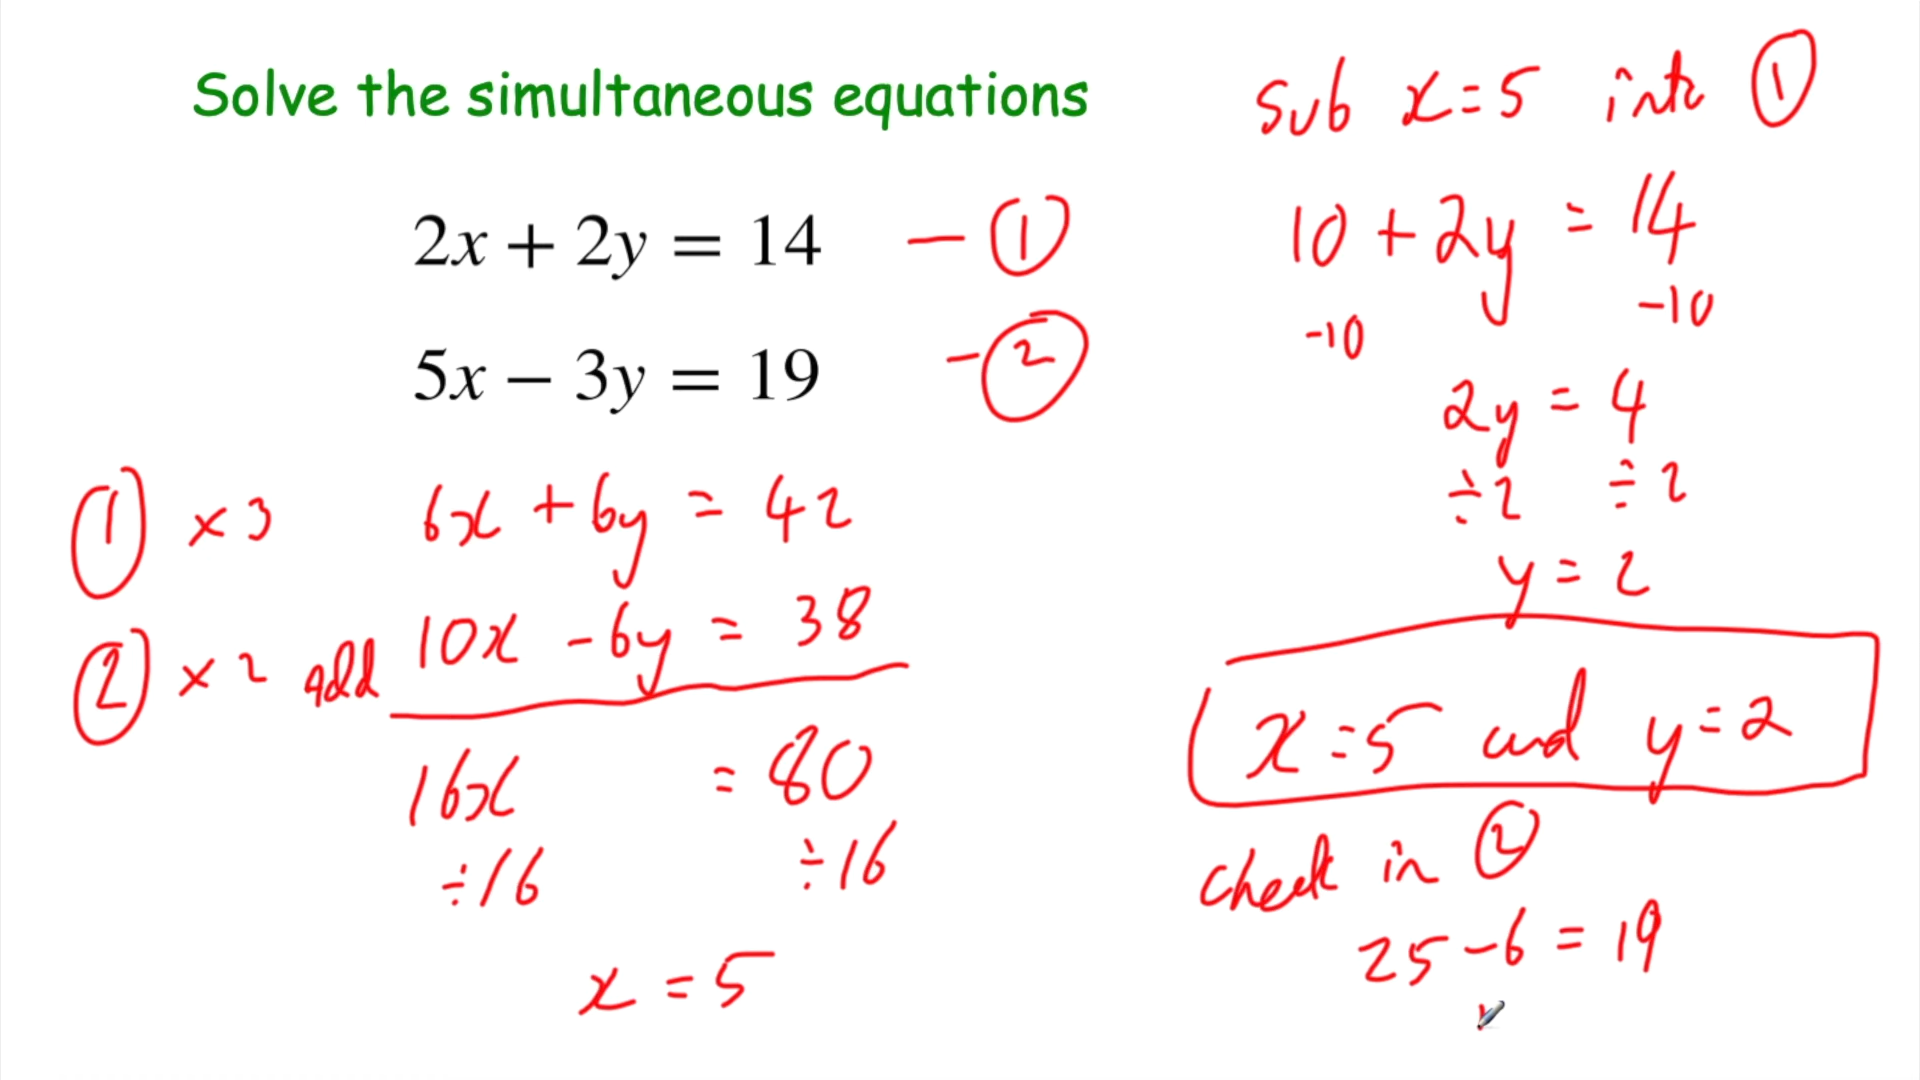 Solve the simultaneous equations
2x + 2y = 14 – ①
5x − 3y = 19 – ②
① × 3 6x + 6y = 42
② × 2 add 10x − 6y = 38
16x = 80
÷16 ÷16
x = 5
Sub x = 5 into ①
10 + 2y = 14
-10 -10
2y = 4
÷2 ÷2
y = 2
x = 5 and y = 2
Check in ②
25 − 6 = 19